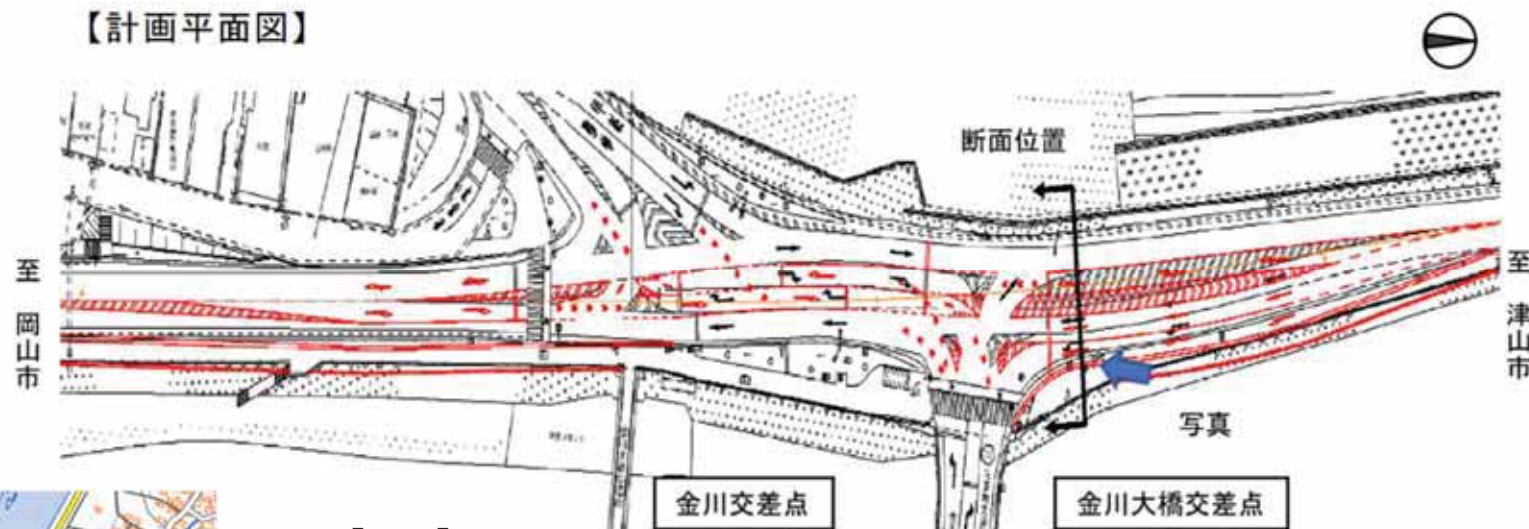 【計画平面図】
断面位置
至 岡山市
至 津山市
写真
金川交差点
金川大橋交差点